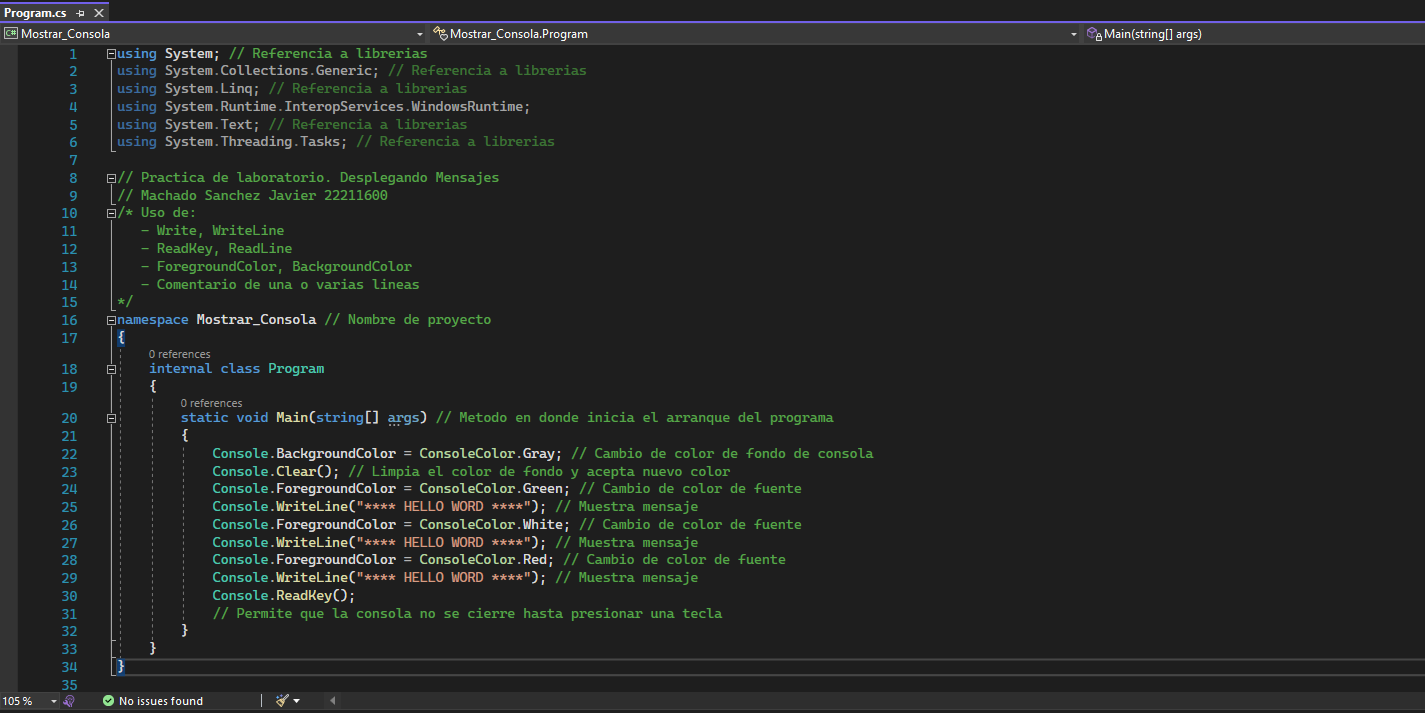 Program.cs
Mostrar_Consola Mostrar_Consola.Program Main(string[] args)
1 using System; // Referencia a librerias
2 using System.Collections.Generic; // Referencia a librerias
3 using System.Linq; // Referencia a librerias
4 using System.Runtime.InteropServices.WindowsRuntime;
5 using System.Text; // Referencia a librerias
6 using System.Threading.Tasks; // Referencia a librerias
7
8 // Practica de laboratorio. Desplegando Mensajes
9 // Machado Sanchez Javier 22211600
10 /* Uso de:
11 - Write, WriteLine
12 - ReadKey, ReadLine
13 - ForegroundColor, BackgroundColor
14 - Comentario de una o varias lineas
15 */
16 namespace Mostrar_Consola // Nombre de proyecto
17 {
0 references
18 internal class Program
19 {
0 references
20 static void Main(string[] args) // Metodo en donde inicia el arranque del programa
21 {
22 Console.BackgroundColor = ConsoleColor.Gray; // Cambio de color de fondo de consola
23 Console.Clear(); // Limpia el color de fondo y acepta nuevo color
24 Console.ForegroundColor = ConsoleColor.Green; // Cambio de color de fuente
25 Console.WriteLine("**** HELLO WORD ****"); // Muestra mensaje
26 Console.ForegroundColor = ConsoleColor.White; // Cambio de color de fuente
27 Console.WriteLine("**** HELLO WORD ****"); // Muestra mensaje
28 Console.ForegroundColor = ConsoleColor.Red; // Cambio de color de fuente
29 Console.WriteLine("**** HELLO WORD ****"); // Muestra mensaje
30 Console.ReadKey();
31 // Permite que la consola no se cierre hasta presionar una tecla
32 }
33 }
34 }
35
105 % No issues found